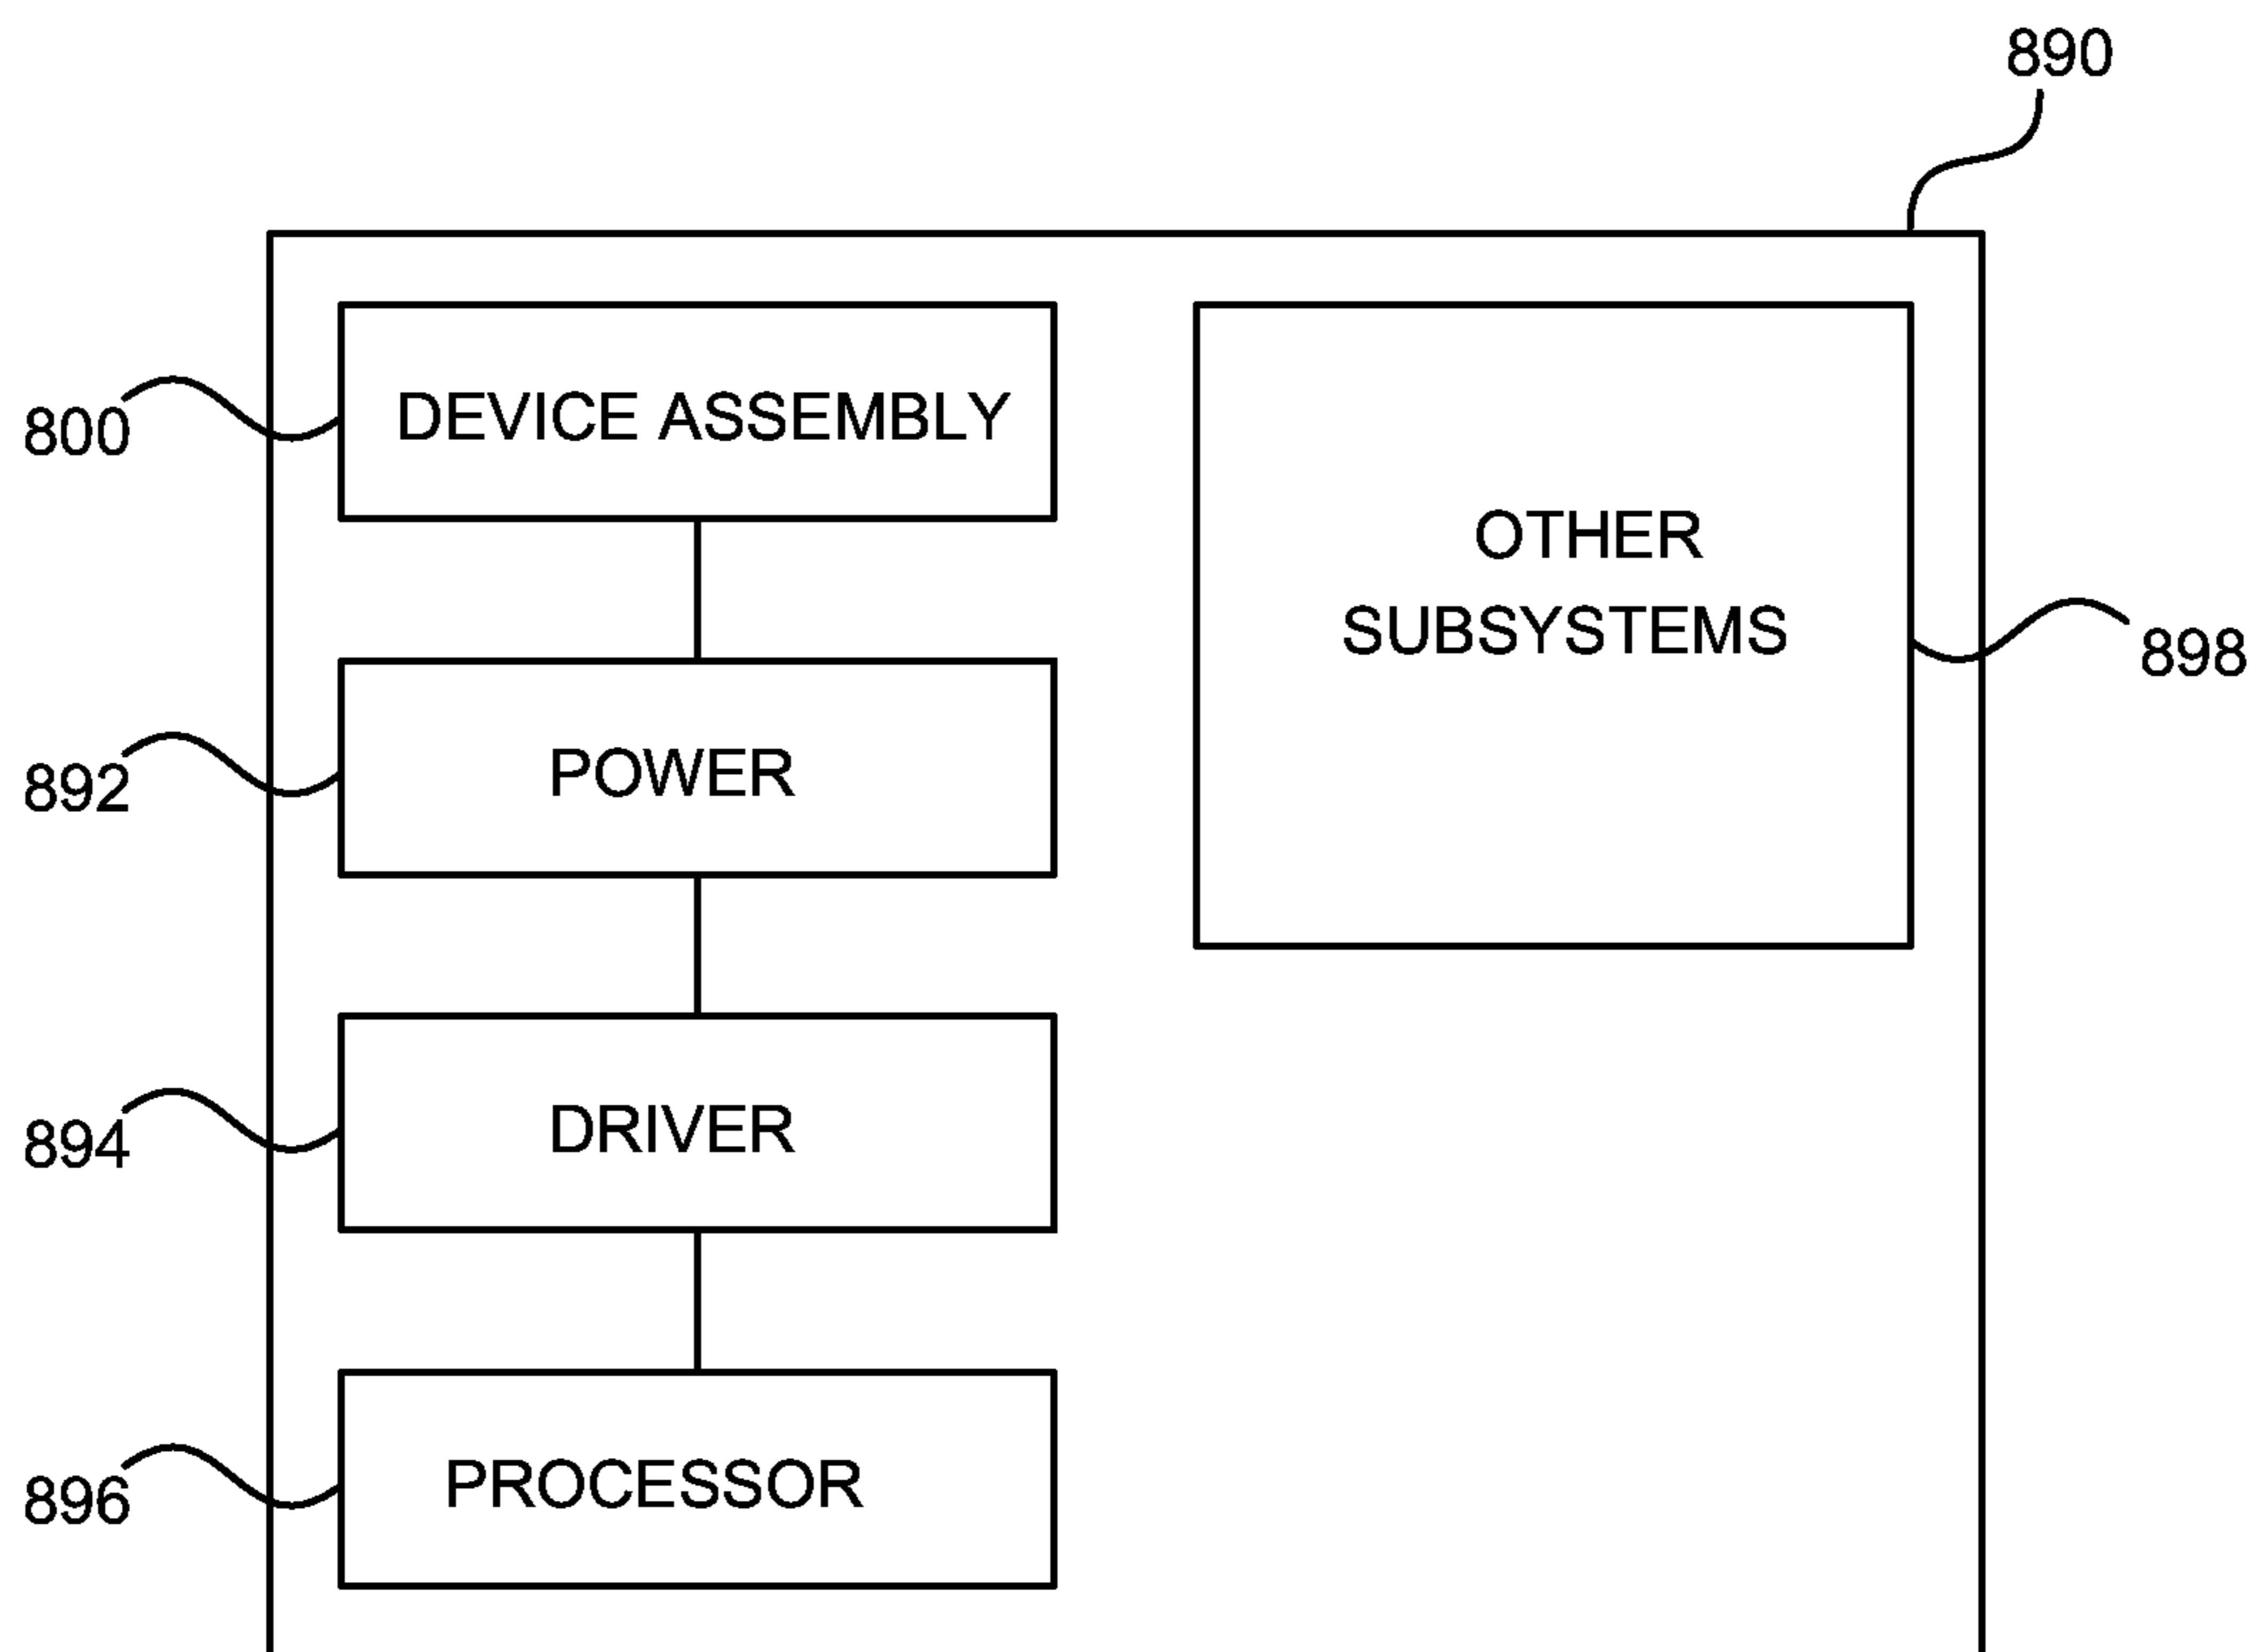 890
DEVICE ASSEMBLY
800
OTHER
SUBSYSTEMS
898
POWER
892
DRIVER
894
PROCESSOR
896